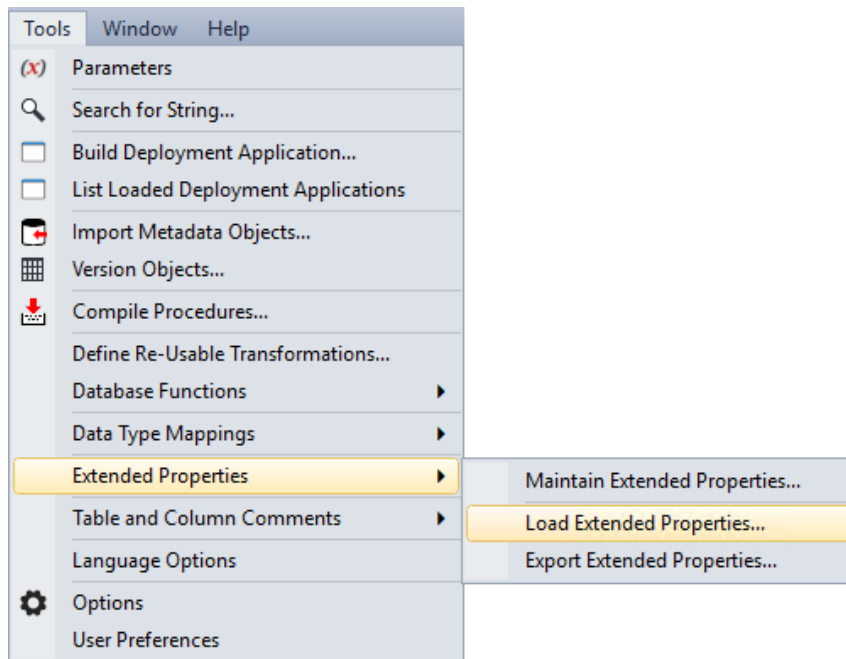 Tools Window Help
(x) Parameters
Search for String...
Build Deployment Application...
List Loaded Deployment Applications
Import Metadata Objects...
Version Objects...
Compile Procedures...
Define Re-Usable Transformations...
Database Functions
Data Type Mappings
Extended Properties
Maintain Extended Properties...
Load Extended Properties...
Export Extended Properties...
Table and Column Comments
Language Options
Options
User Preferences